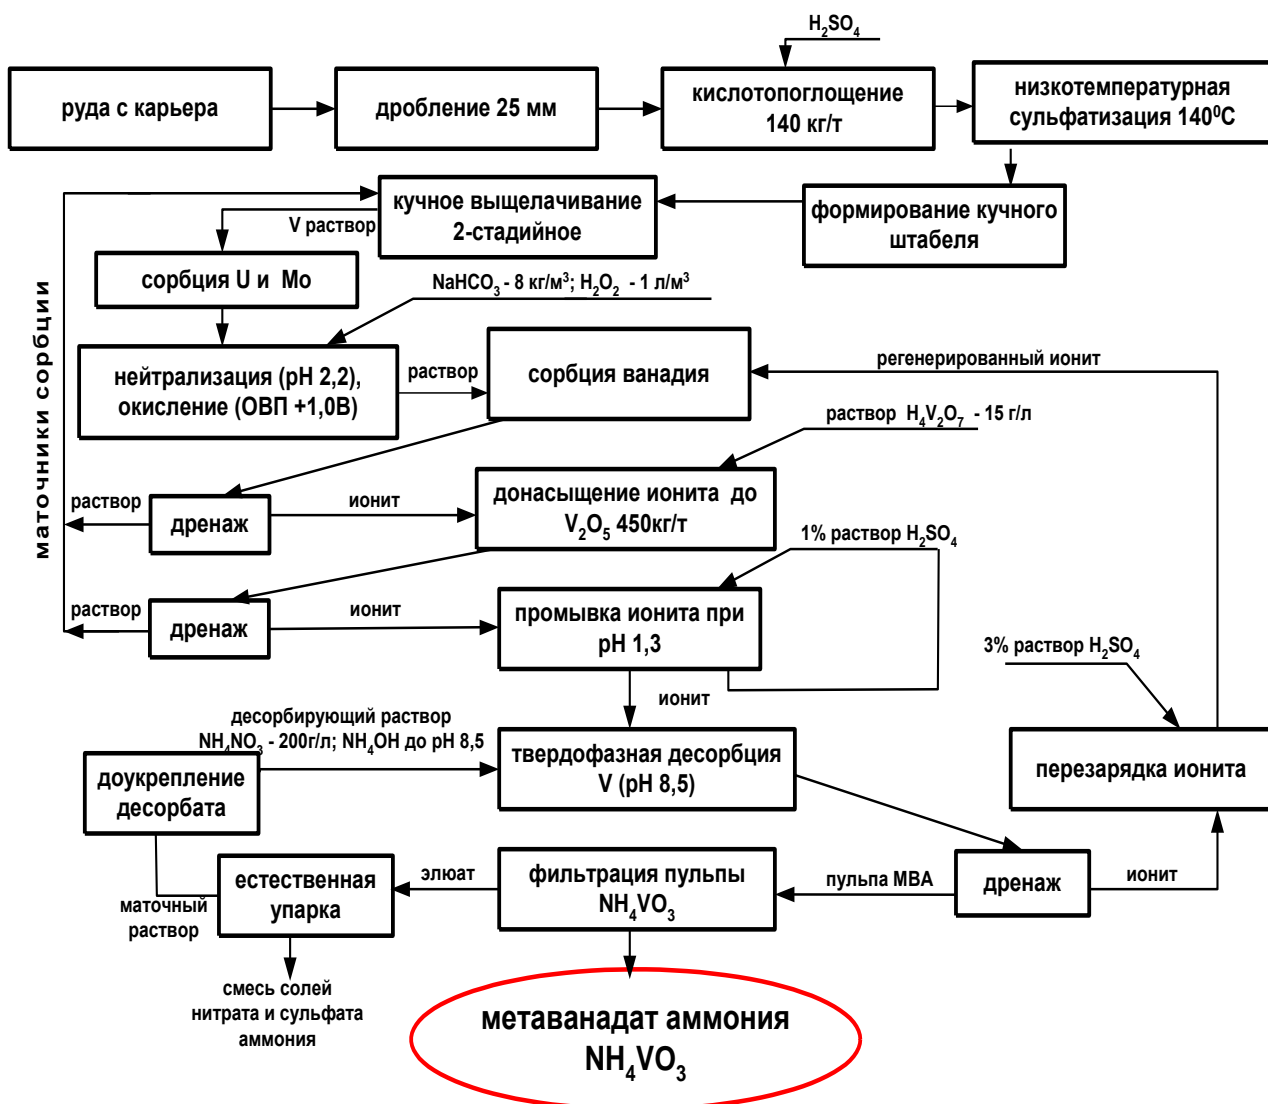 H₂SO₄
руда с карьера
дробление 25 мм
кислотопоглощение
140 кг/т
низкотемпературная
сульфатизация 140⁰С
кучное выщелачивание
2-стадийное
формирование кучного
штабеля
V раствор
сорбция U и Mo
NaHCO₃ - 8 кг/м³; H₂O₂ - 1 л/м³
маточники сорбции
нейтрализация (рН 2,2),
окисление (ОВП +1,0В)
раствор
сорбция ванадия
регенерированный ионит
раствор H₄V₂O₇ - 15 г/л
раствор
дренаж
ионит
донасыщение ионита до
V₂O₅ 450кг/т
1% раствор H₂SO₄
раствор
дренаж
ионит
промывка ионита при
рН 1,3
3% раствор H₂SO₄
ионит
десорбирующий раствор
NH₄NO₃ - 200г/л; NH₄OH до рН 8,5
доукрепление
десорбата
твердофазная десорбция
V (рН 8,5)
перезарядка ионита
естественная
упарка
элюат
фильтрация пульпы
NH₄VO₃
пульпа МВА
дренаж
ионит
маточный
раствор
смесь солей
нитрата и сульфата
аммония
метаванадат аммония
NH₄VO₃